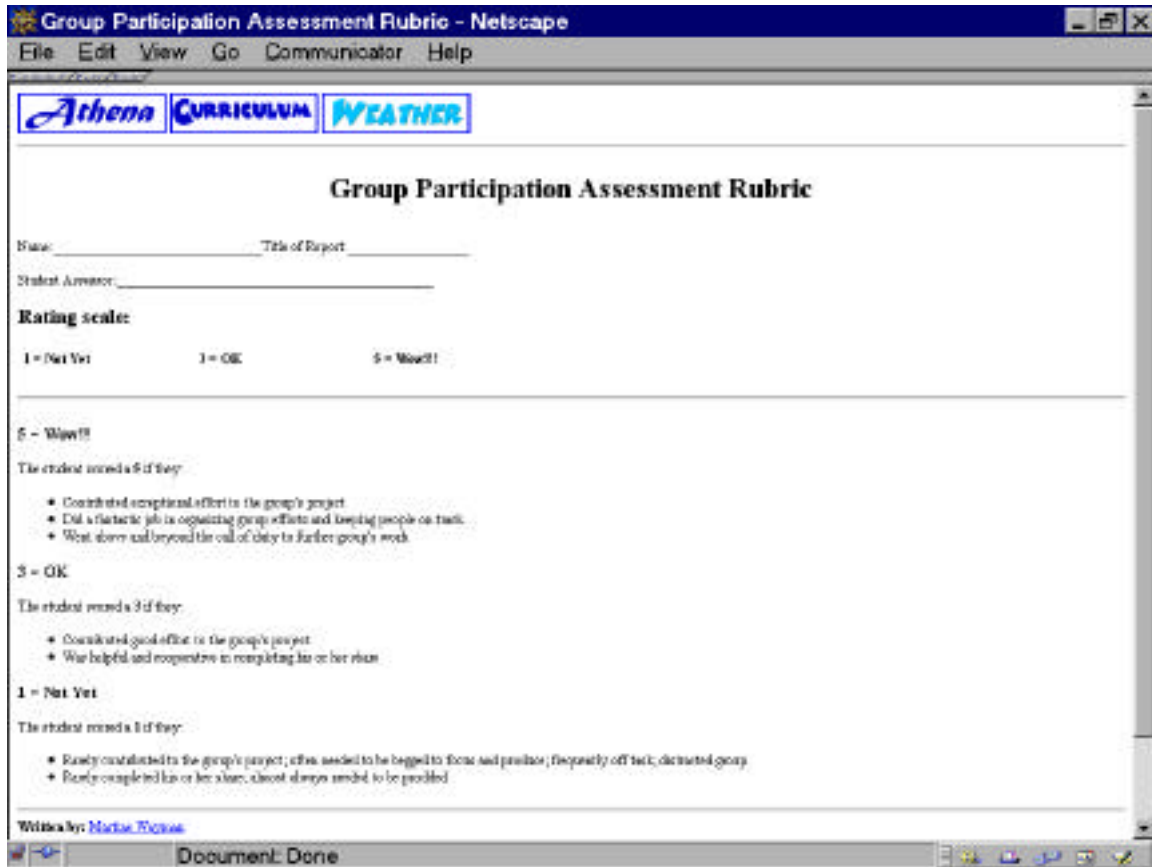 Group Participation Assessment Rubric - Netscape
File Edit View Go Communicator Help
Athena CURRICULUM WEATHER
Group Participation Assessment Rubric
Name: Title of Report
Student Assessor:
Rating scale:
1 = Not Yet 3 = OK 5 = Wow!!!
5 - Wow!!!
The student scored a 5 if they:
Contributed exceptional effort to the group's project
Did a fantastic job in organizing group efforts and keeping people on track
Went above and beyond the call of duty to further group's work
3 - OK
The student scored a 3 if they:
Contributed good effort to the group's project
Was helpful and cooperative in completing his or her share
1 - Not Yet
The student scored a 1 if they:
Rarely contributed to the group's project; often needed to be begged to focus and produce; frequently off task; distracted group
Rarely completed his or her share; almost always needed to be prodded
Written by:
Document: Done